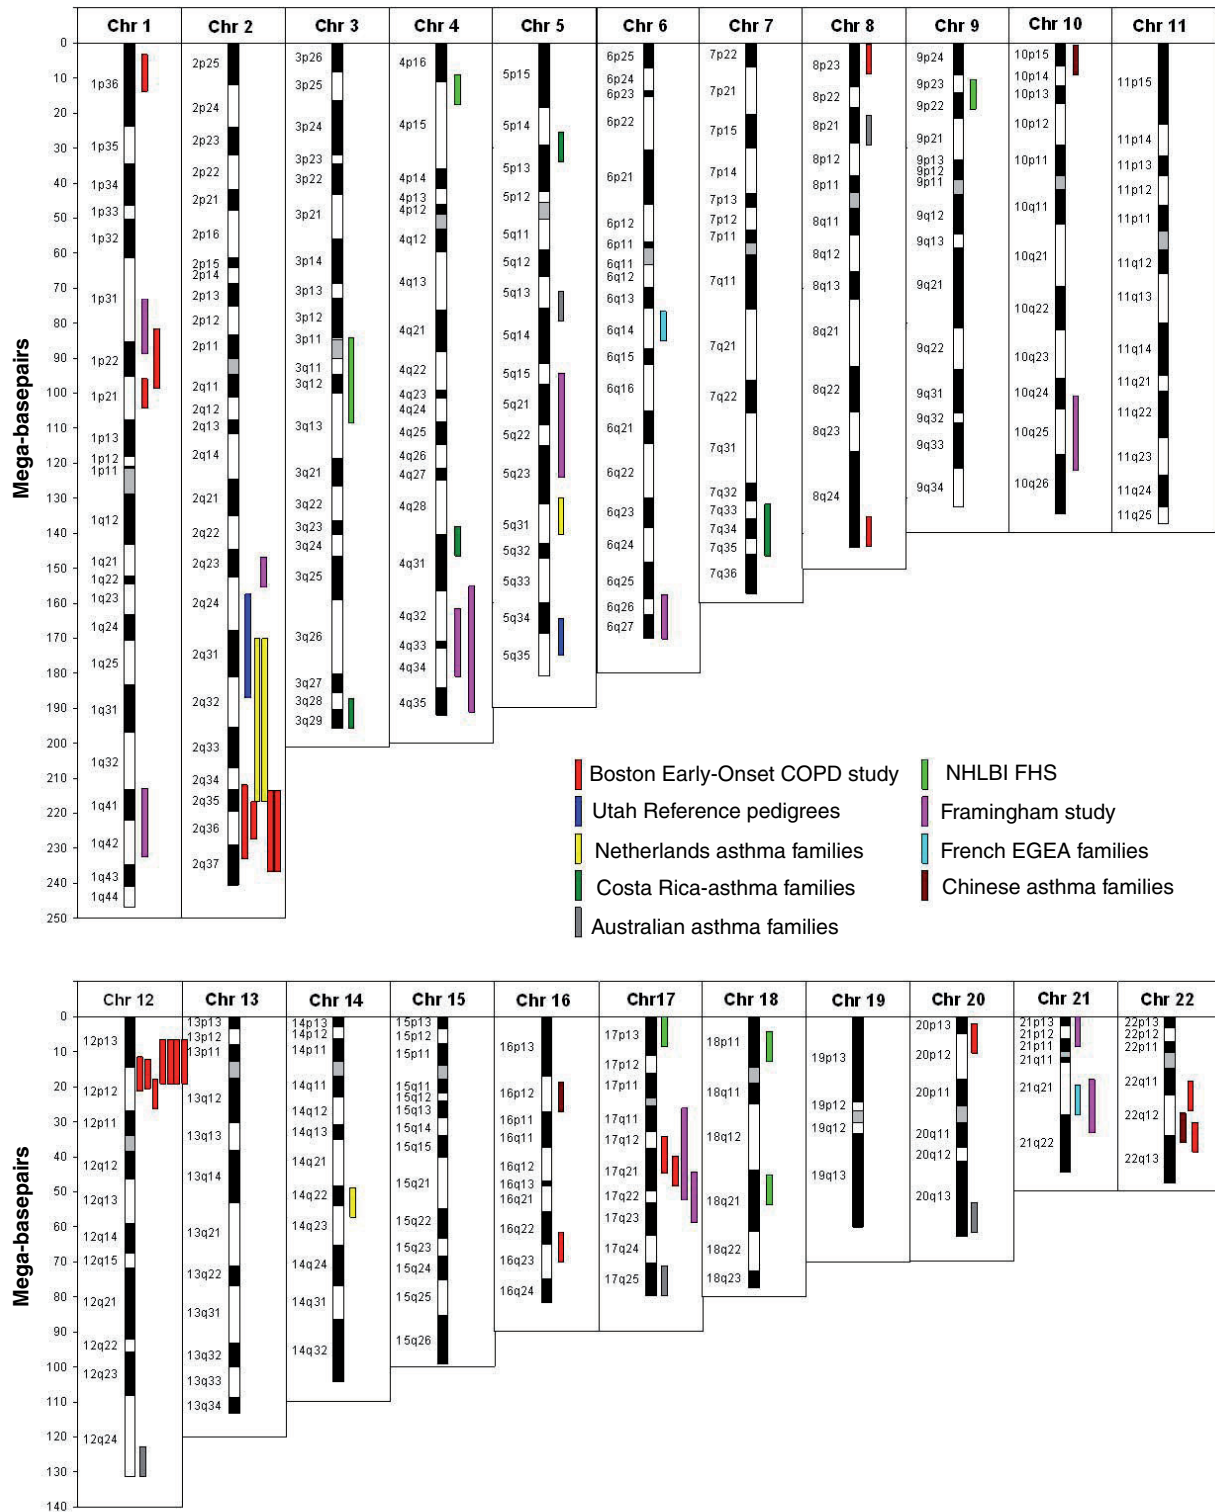 Chr 1 Chr 2 Chr 3 Chr 4 Chr 5 Chr 6 Chr 7 Chr 8 Chr 9 Chr 10 Chr 11
Mega-basepairs
0
10
20
30
40
50
60
70
80
90
100
110
120
130
140
150
160
170
180
190
200
210
220
230
240
250
1p36
1p35
1p34
1p33
1p32
1p31
1p22
1p21
1p13
1p12
1p11
1q12
1q21
1q22
1q23
1q24
1q25
1q31
1q32
1q41
1q42
1q43
1q44
2p25
2p24
2p23
2p22
2p21
2p16
2p15
2p14
2p13
2p12
2p11
2q11
2q12
2q13
2q14
2q21
2q22
2q23
2q24
2q31
2q32
2q33
2q34
2q35
2q36
2q37
3p26
3p25
3p24
3p23
3p22
3p21
3p14
3p13
3p12
3p11
3q11
3q12
3q13
3q21
3q22
3q23
3q24
3q25
3q26
3q27
3q28
3q29
4p16
4p15
4p14
4p13
4p12
4q12
4q13
4q21
4q22
4q23
4q24
4q25
4q26
4q27
4q28
4q31
4q32
4q33
4q34
4q35
5p15
5p14
5p13
5p12
5q11
5q12
5q13
5q14
5q15
5q21
5q22
5q23
5q31
5q32
5q33
5q34
5q35
6p25
6p24
6p23
6p22
6p21
6p12
6p11
6q11
6q12
6q13
6q14
6q15
6q16
6q21
6q22
6q23
6q24
6q25
6q26
6q27
7p22
7p21
7p15
7p14
7p13
7p12
7p11
7q11
7q21
7q22
7q31
7q32
7q33
7q34
7q35
7q36
8p23
8p22
8p21
8p12
8p11
8q11
8q12
8q13
8q21
8q22
8q23
8q24
9p24
9p23
9p22
9p21
9p13
9p12
9p11
9q12
9q13
9q21
9q22
9q31
9q32
9q33
9q34
10p15
10p14
10p13
10p12
10p11
10q11
10q21
10q22
10q23
10q24
10q25
10q26
11p15
11p14
11p13
11p12
11p11
11q12
11q13
11q14
11q21
11q22
11q23
11q24
11q25
Boston Early-Onset COPD study
Utah Reference pedigrees
Netherlands asthma families
Costa Rica-asthma families
Australian asthma families
NHLBI FHS
Framingham study
French EGEA families
Chinese asthma families
Chr 12 Chr 13 Chr 14 Chr 15 Chr 16 Chr17 Chr 18 Chr 19 Chr 20 Chr 21 Chr 22
Mega-basepairs
0
10
20
30
40
50
60
70
80
90
100
110
120
130
140
12p13
12p12
12p11
12q12
12q13
12q14
12q15
12q21
12q22
12q23
12q24
13p13
13p12
13p11
13q12
13q13
13q14
13q21
13q22
13q31
13q32
13q33
13q34
14p13
14p12
14p11
14q11
14q12
14q13
14q21
14q22
14q23
14q24
14q31
14q32
15p13
15p12
15p11
15q11
15q12
15q13
15q14
15q15
15q21
15q22
15q23
15q24
15q25
15q26
16p13
16p12
16p11
16q11
16q12
16q13
16q21
16q22
16q23
16q24
17p13
17p12
17p11
17q11
17q12
17q21
17q22
17q23
17q24
17q25
18p11
18q11
18q12
18q21
18q22
18q23
19p13
19p12
19q12
19q13
20p13
20p12
20p11
20q11
20q12
20q13
21p13
21p12
21p11
21q11
21q21
21q22
22p13
22p12
22p11
22q11
22q12
22q13